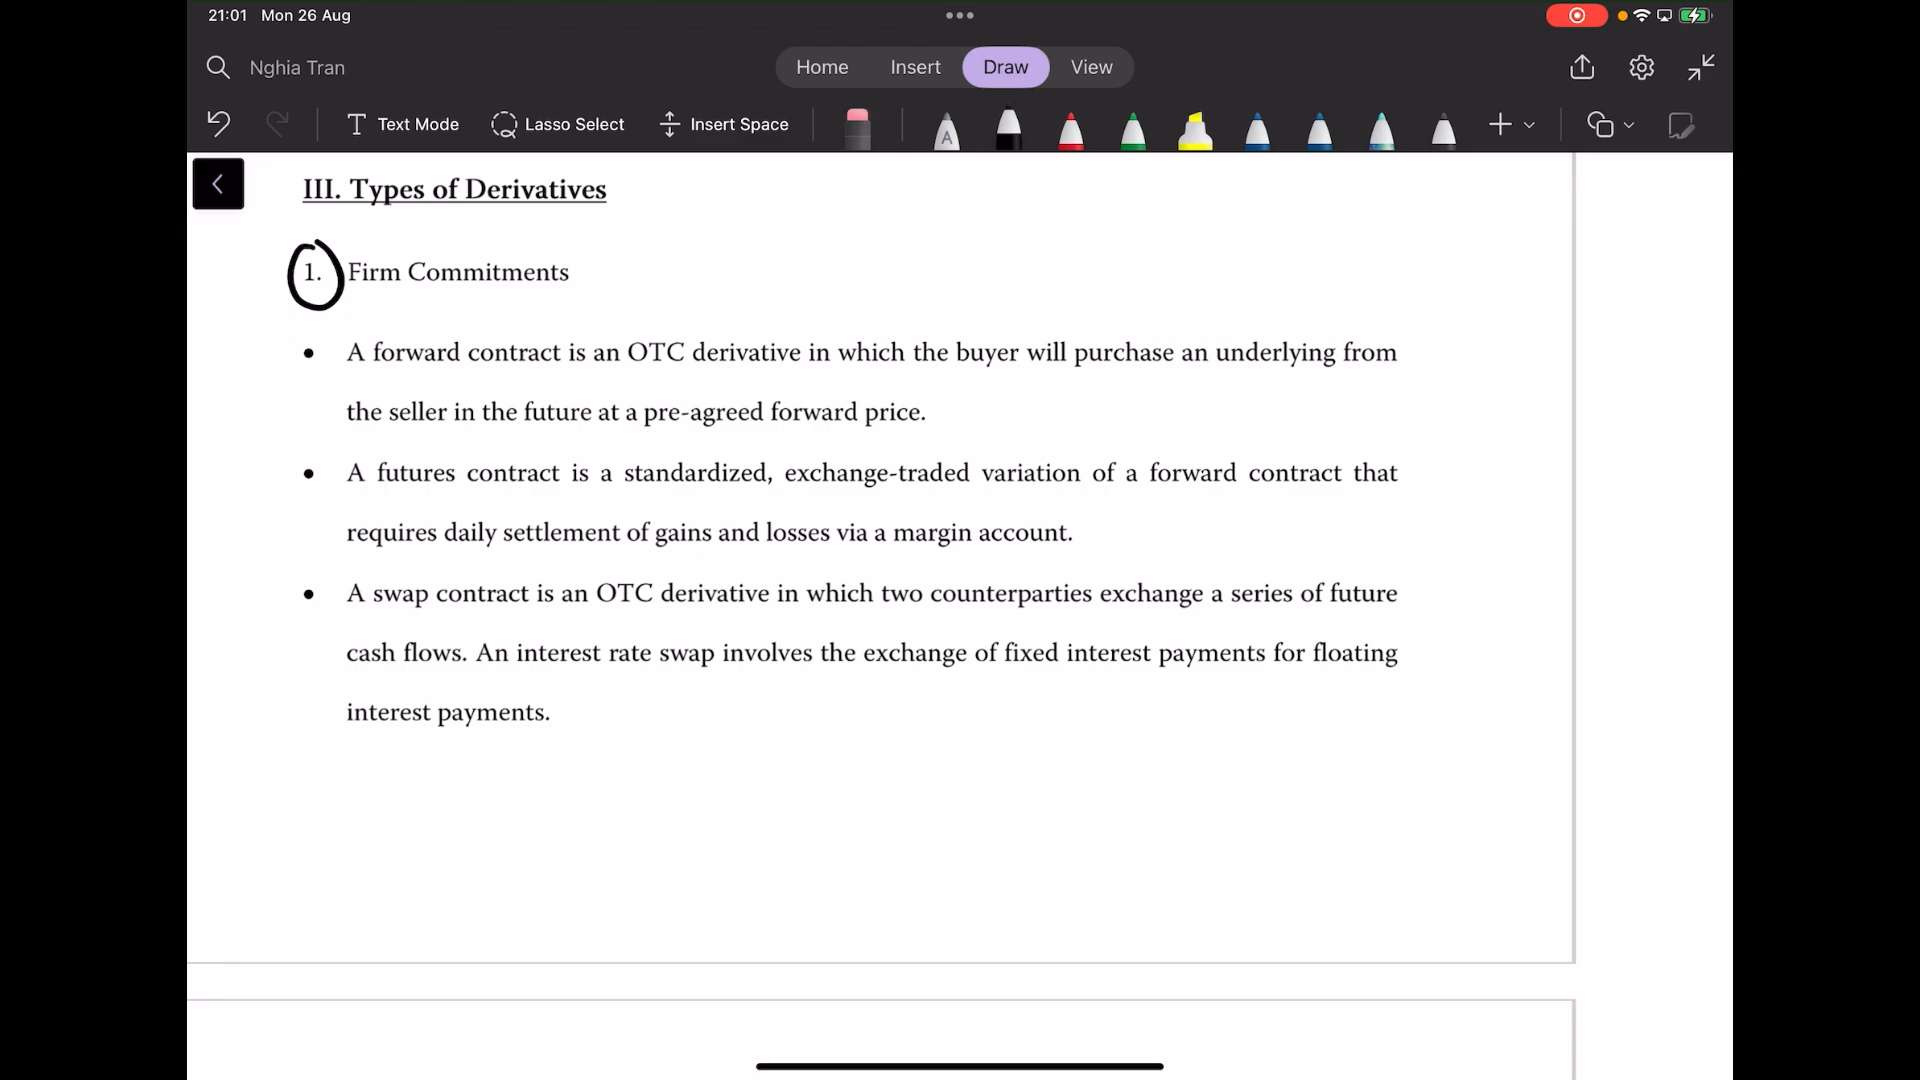 21:01 Mon 26 Aug
Nghia Tran
Home Insert Draw View
Text Mode Lasso Select Insert Space
A
III. Types of Derivatives
1. Firm Commitments
• A forward contract is an OTC derivative in which the buyer will purchase an underlying from
the seller in the future at a pre-agreed forward price.
• A futures contract is a standardized, exchange-traded variation of a forward contract that
requires daily settlement of gains and losses via a margin account.
• A swap contract is an OTC derivative in which two counterparties exchange a series of future
cash flows. An interest rate swap involves the exchange of fixed interest payments for floating
interest payments.